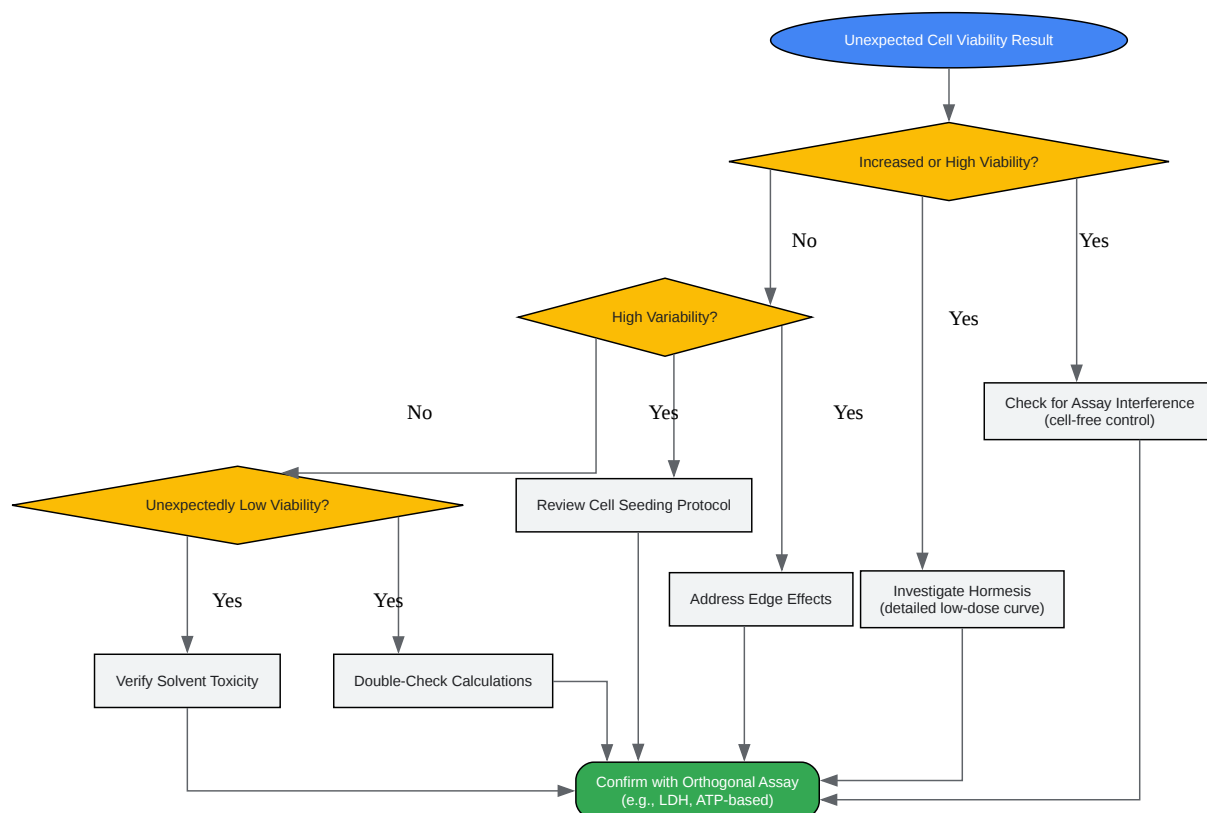 Unexpected Cell Viability Result
Increased or High Viability?
No
Yes
Yes
High Variability?
Check for Assay Interference
(cell-free control)
No
Yes
Yes
Unexpectedly Low Viability?
Review Cell Seeding Protocol
Address Edge Effects
Investigate Hormesis
(detailed low-dose curve)
Yes
Yes
Verify Solvent Toxicity
Double-Check Calculations
Confirm with Orthogonal Assay
(e.g., LDH, ATP-based)